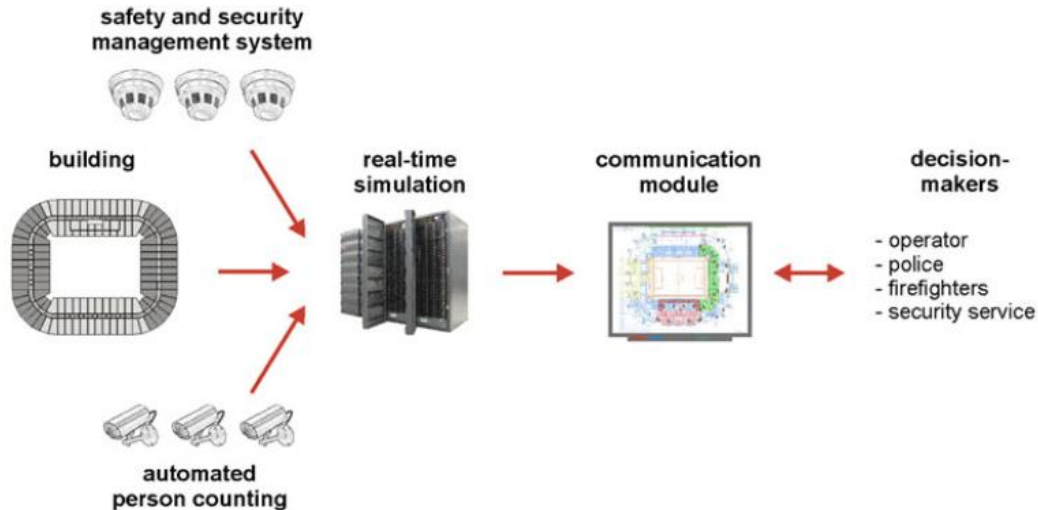 safety and security
management system
building
real-time
simulation
communication
module
decision-
makers
- operator
- police
- firefighters
- security service
automated
person counting